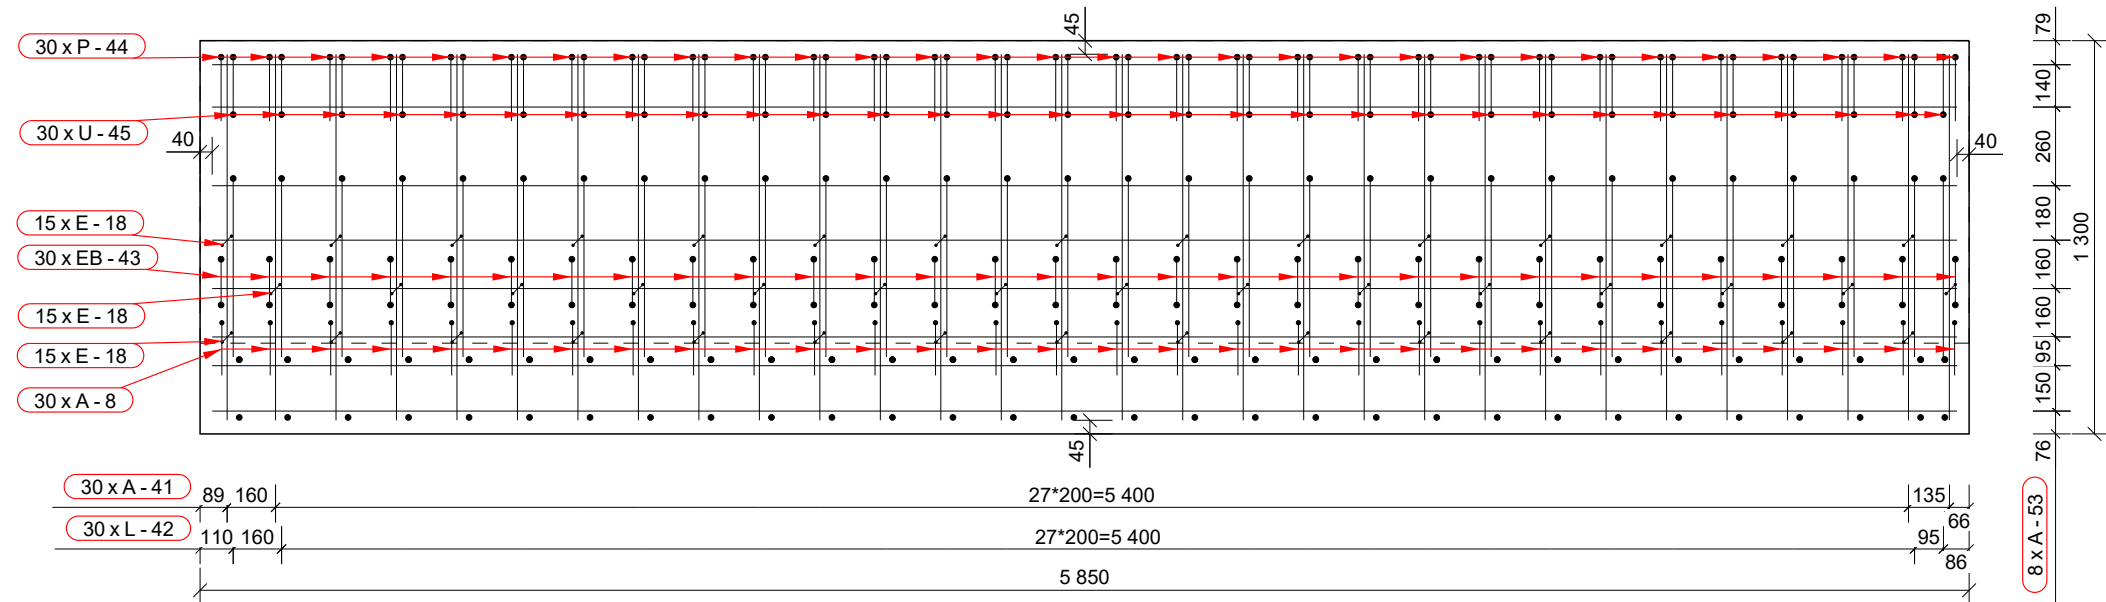 45
79
30 x P - 44
140
30 x U - 45
40
40
260
180
15 x E - 18
1 300
30 x EB - 43
160
15 x E - 18
160
15 x E - 18
95
30 x A - 8
150
45
76
30 x A - 41
89
160
27*200=5 400
135
66
30 x L - 42
110
160
27*200=5 400
95
86
8 x A - 53
5 850